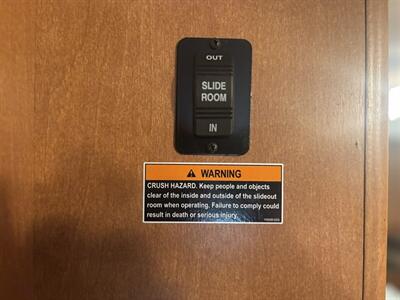 OUT
SLIDE
ROOM
IN
WARNING
CRUSH HAZARD. Keep people and objects
clear of the inside and outside of the slideout
room when operating. Failure to comply could
result in death or serious injury.